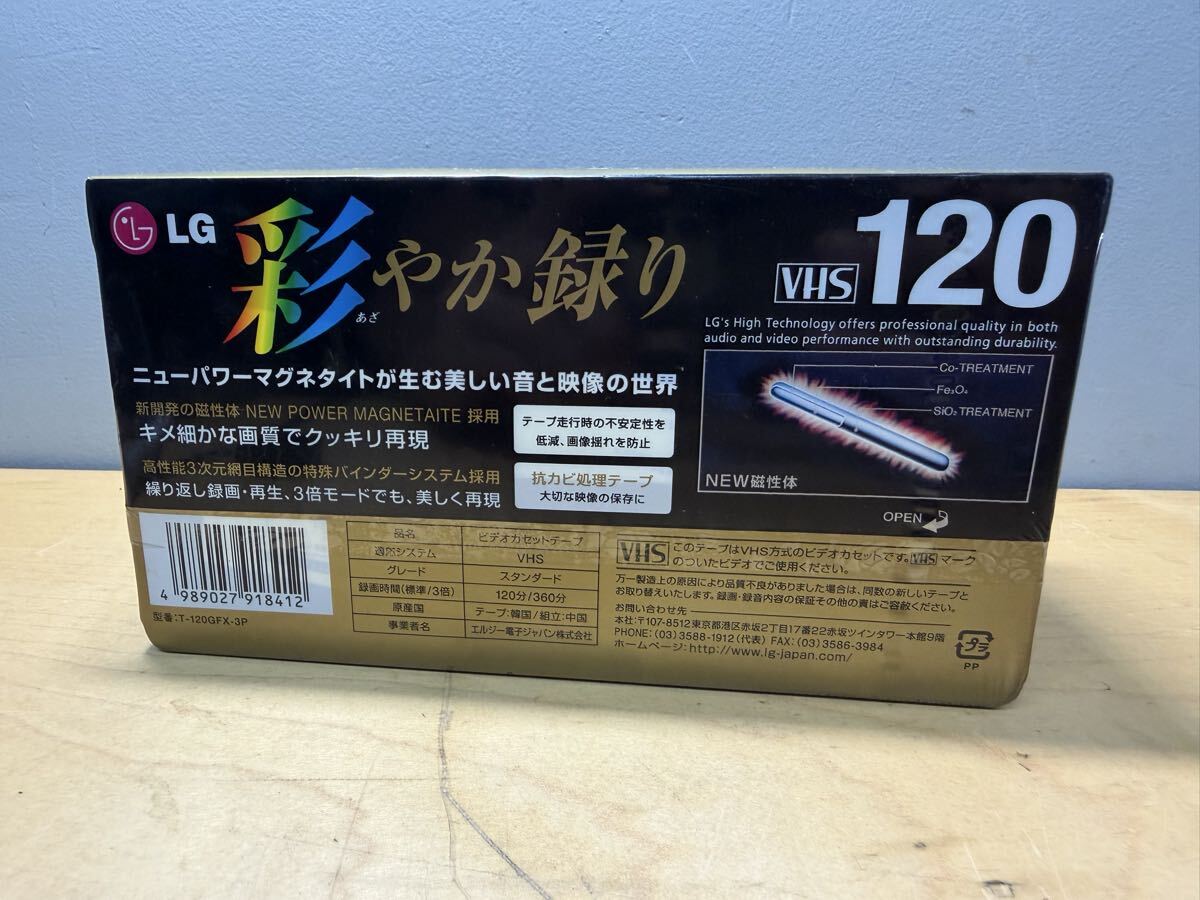 LG 彩やか録り
あざ
VHS 120
LG's High Technology offers professional quality in both
audio and video performance with outstanding durability.
ニューパワーマグネタイトが生む美しい音と映像の世界
新開発の磁性体 NEW POWER MAGNETAITE 採用
キメ細かな画質でクッキリ再現
高性能3次元網目構造の特殊バインダーシステム採用
繰り返し録画・再生、3倍モードでも、美しく再現
テープ走行時の不安定性を
低減、画像揺れを防止
抗カビ処理テープ
大切な映像の保存に
Co-TREATMENT
Fe₃O₄
SiO₂ TREATMENT
NEW磁性体
OPEN
4 989027 918412
型番:T-120GFX-3P
品名 ビデオカセットテープ
適応システム VHS
グレード スタンダード
録画時間(標準/3倍) 120分/360分
原産国 テープ:韓国/組立:中国
事業者名 エルジー電子ジャパン株式会社
VHS このテープはVHS方式のビデオカセットです。VHS マーク
のついたビデオでご使用ください。
万一製造上の原因により品質不良がありました場合は、同数の新しいテープと
お取り替えいたします。録画・録音内容の保証その他の責はご容赦ください。
お問い合わせ先
本社:〒107-8512東京都港区赤坂2丁目17番22赤坂ツインタワー本館9階
PHONE:(03)3588-1912(代表) FAX:(03)3586-3984
ホームページ:http://www.lg-japan.com/
プラ
PP